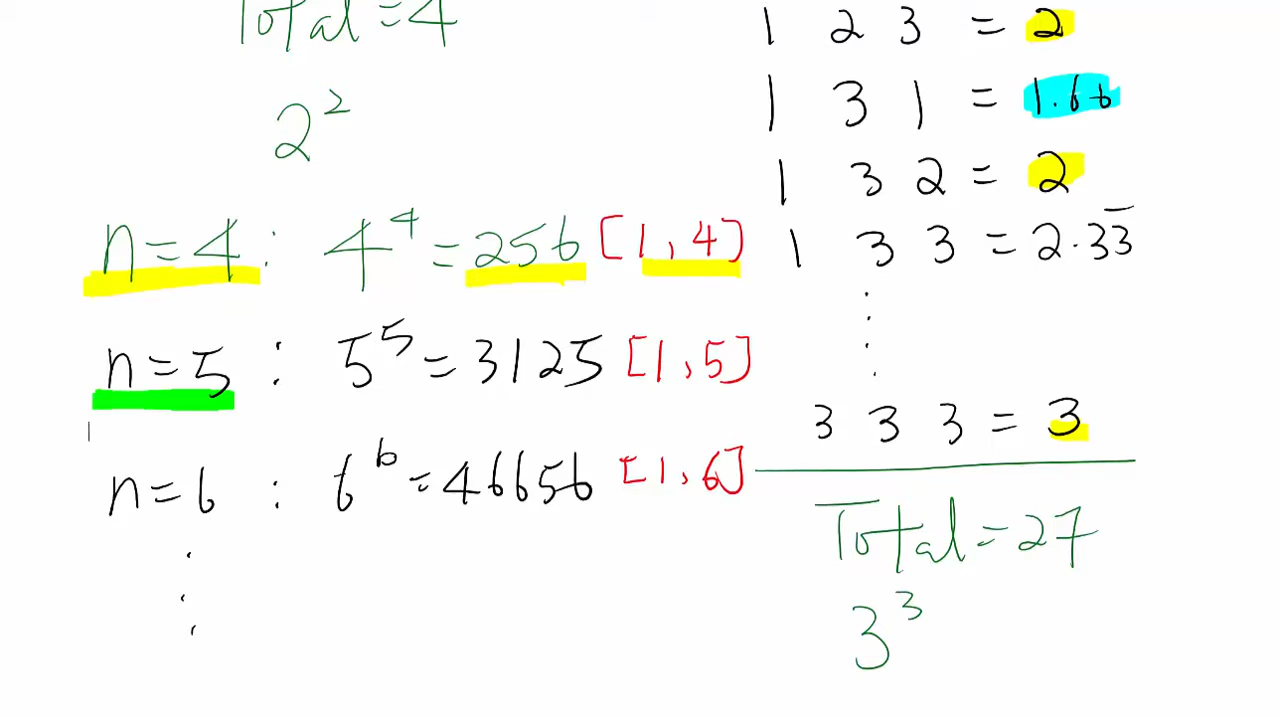 Total = 4
2²
n = 4 : 4⁴ = 256 [1, 4]
n = 5 : 5⁵ = 3125 [1, 5]
n = 6 : 6⁶ = 46656 [1, 6]
⋮
1 2 3 = 2
1 3 1 = 1.66
1 3 2 = 2
1 3 3 = 2.33̅
⋮
3 3 3 = 3
Total = 27
3³